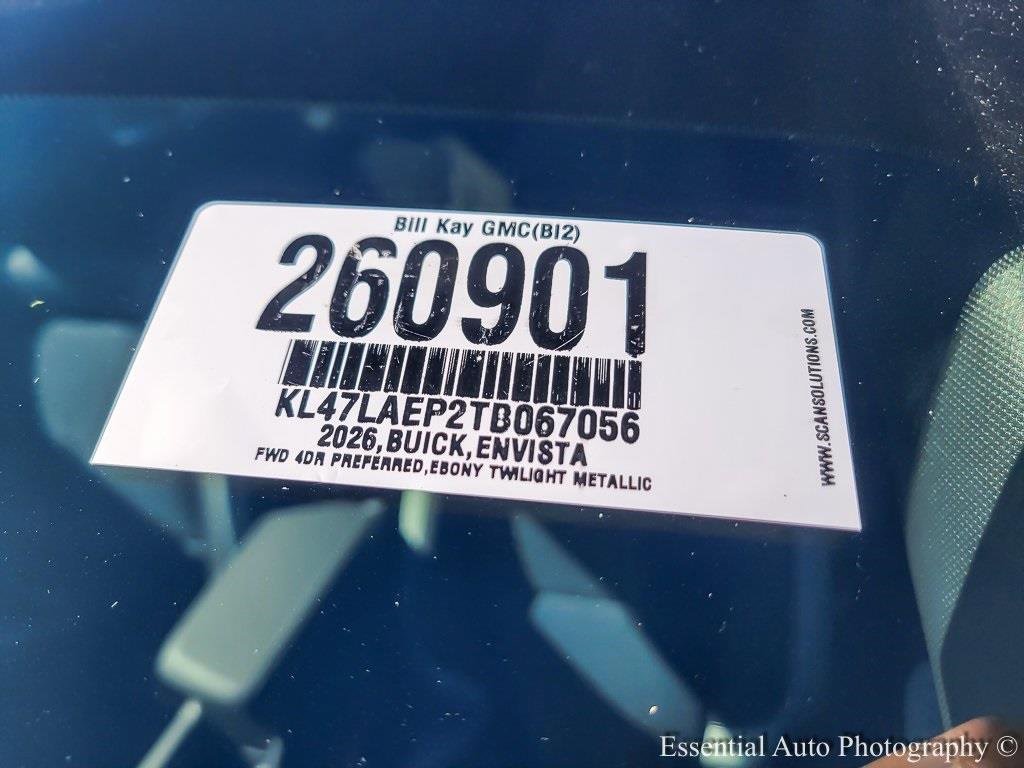 Bill Kay GMC(BI2)
260901
KL47LAEP2TB067056
2026,BUICK,ENVISTA
FWD 4DR PREFERRED,EBONY TWILIGHT METALLIC
WWW.SCANSOLUTIONS.COM
Essential Auto Photography ©